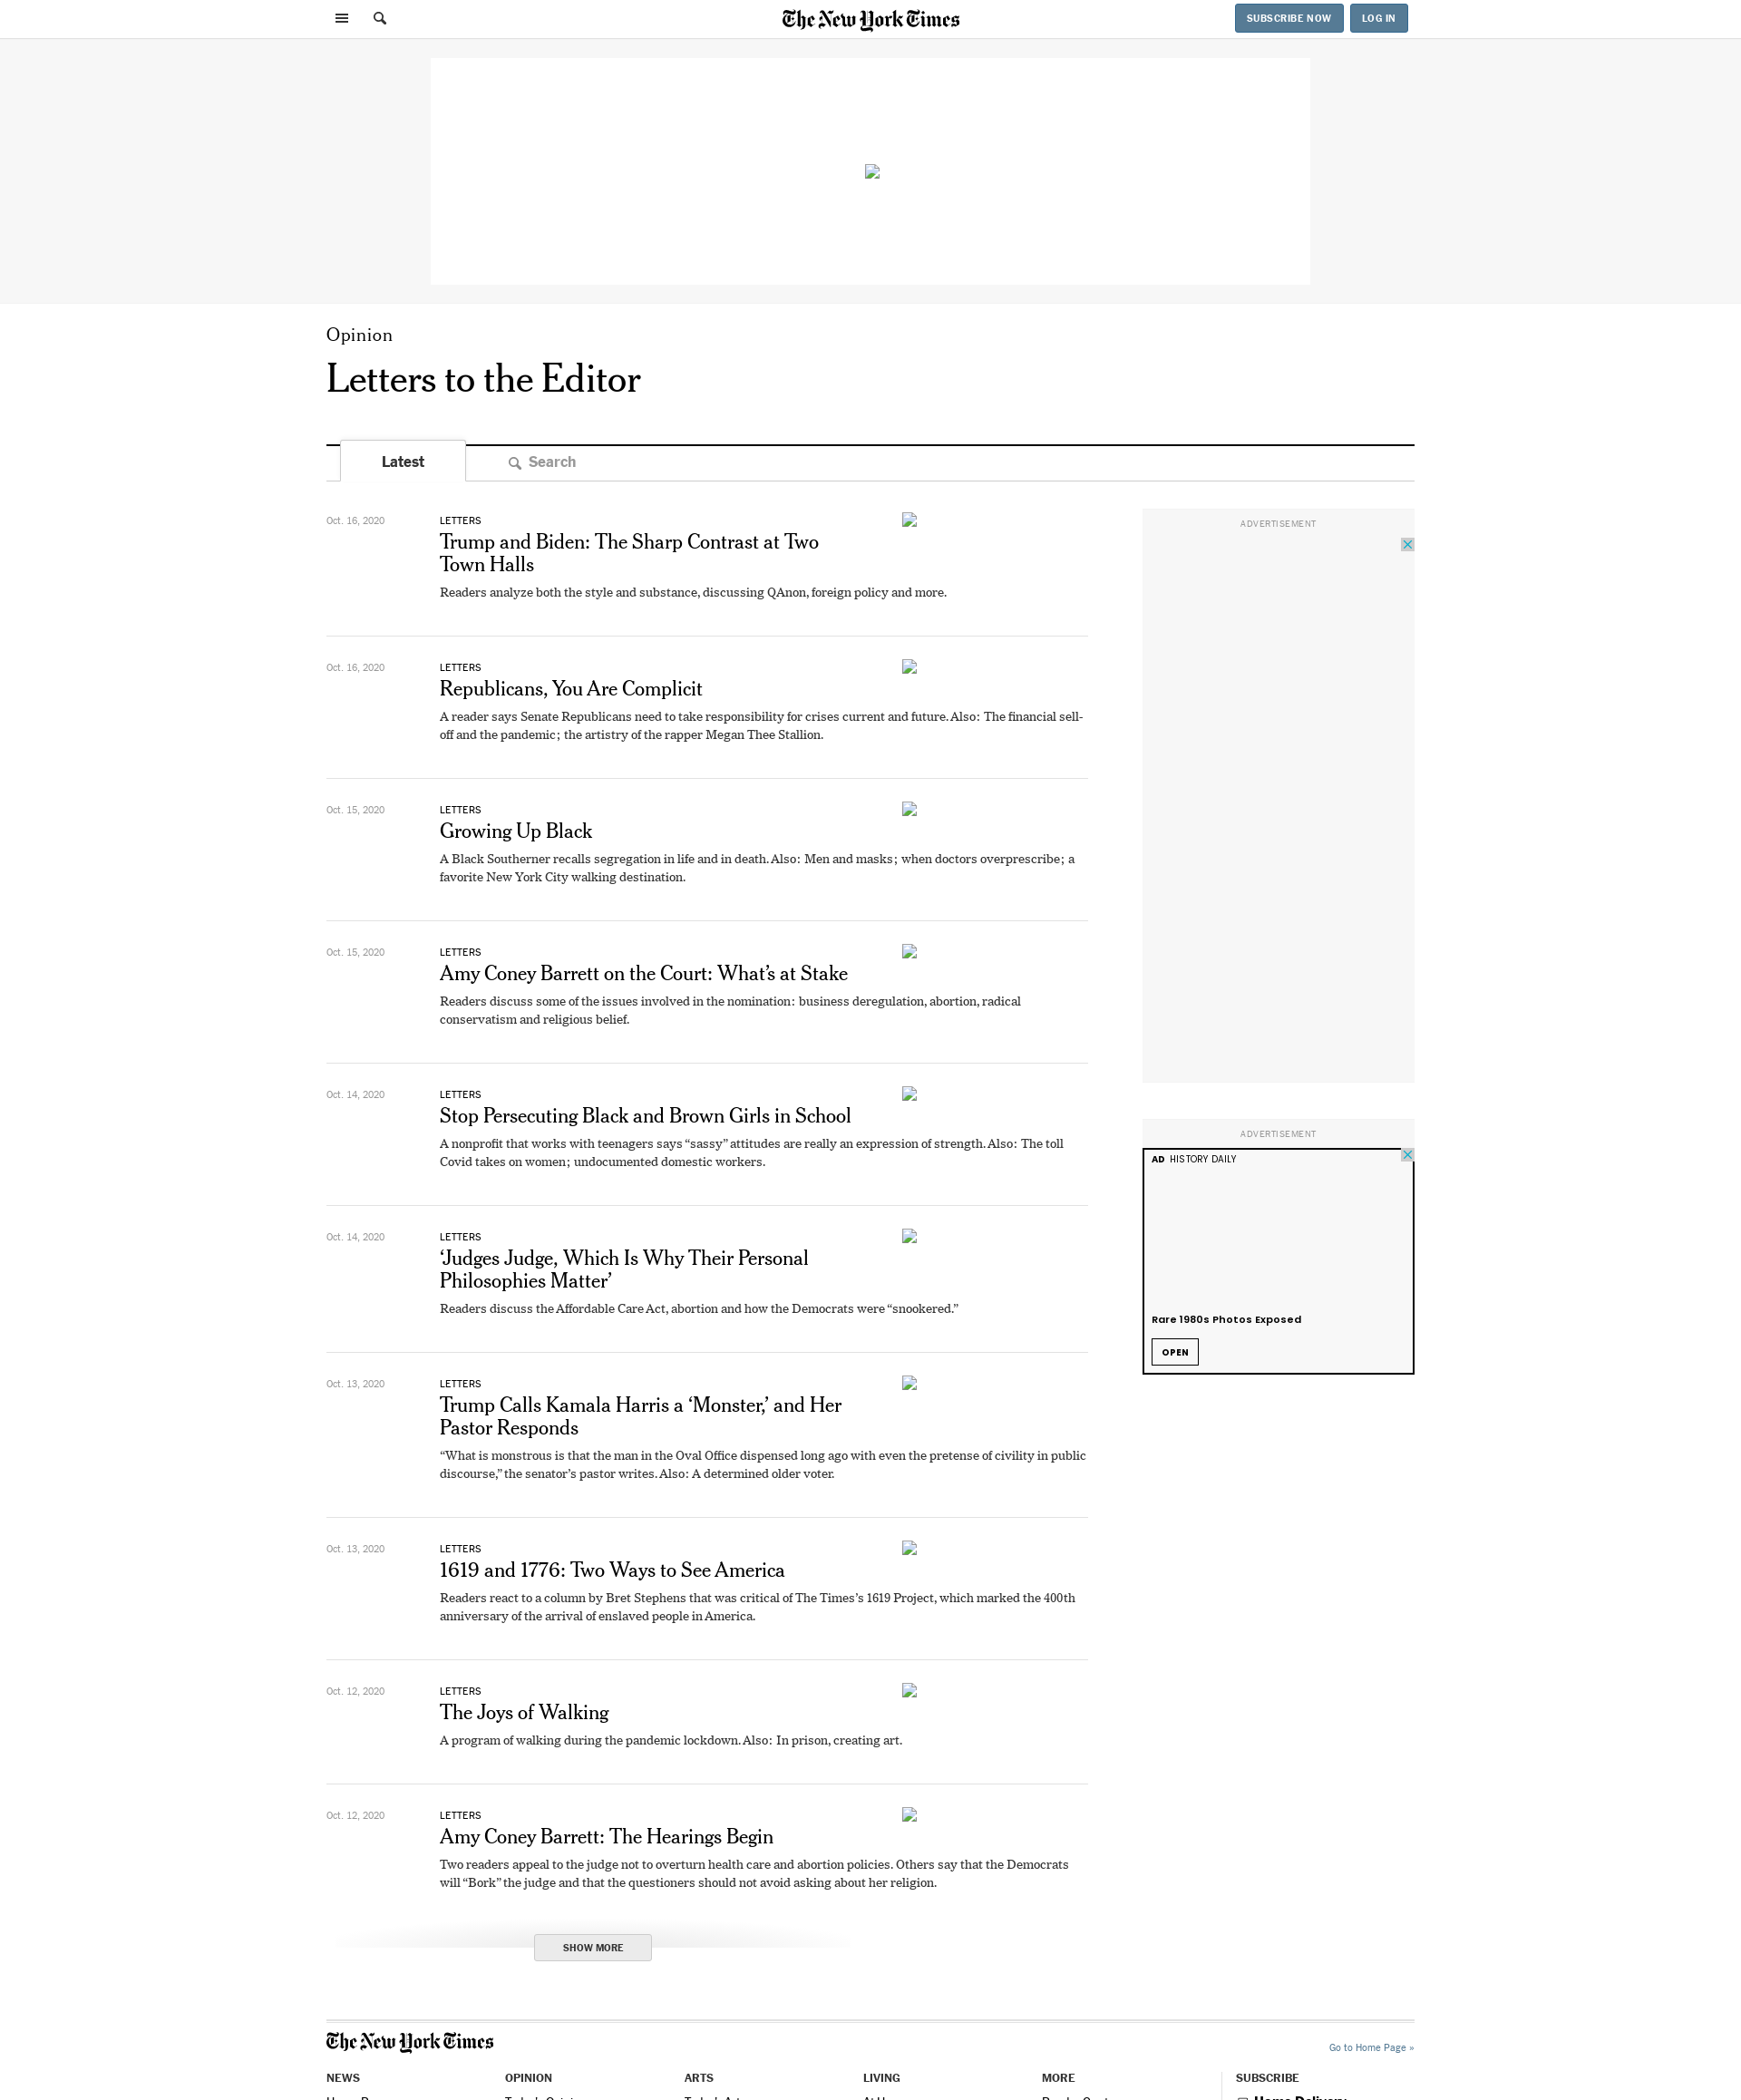 The New York Times
SUBSCRIBE NOW
LOG IN
Opinion
Letters to the Editor
Latest
Search
Oct. 16, 2020
LETTERS
Trump and Biden: The Sharp Contrast at Two
Town Halls
Readers analyze both the style and substance, discussing QAnon, foreign policy and more.
Oct. 16, 2020
LETTERS
Republicans, You Are Complicit
A reader says Senate Republicans need to take responsibility for crises current and future. Also: The financial sell-
off and the pandemic; the artistry of the rapper Megan Thee Stallion.
Oct. 15, 2020
LETTERS
Growing Up Black
A Black Southerner recalls segregation in life and in death. Also: Men and masks; when doctors overprescribe; a
favorite New York City walking destination.
Oct. 15, 2020
LETTERS
Amy Coney Barrett on the Court: What’s at Stake
Readers discuss some of the issues involved in the nomination: business deregulation, abortion, radical
conservatism and religious belief.
Oct. 14, 2020
LETTERS
Stop Persecuting Black and Brown Girls in School
A nonprofit that works with teenagers says “sassy” attitudes are really an expression of strength. Also: The toll
Covid takes on women; undocumented domestic workers.
Oct. 14, 2020
LETTERS
‘Judges Judge, Which Is Why Their Personal
Philosophies Matter’
Readers discuss the Affordable Care Act, abortion and how the Democrats were “snookered.”
Oct. 13, 2020
LETTERS
Trump Calls Kamala Harris a ‘Monster,’ and Her
Pastor Responds
“What is monstrous is that the man in the Oval Office dispensed long ago with even the pretense of civility in public
discourse,” the senator’s pastor writes. Also: A determined older voter.
Oct. 13, 2020
LETTERS
1619 and 1776: Two Ways to See America
Readers react to a column by Bret Stephens that was critical of The Times’s 1619 Project, which marked the 400th
anniversary of the arrival of enslaved people in America.
Oct. 12, 2020
LETTERS
The Joys of Walking
A program of walking during the pandemic lockdown. Also: In prison, creating art.
Oct. 12, 2020
LETTERS
Amy Coney Barrett: The Hearings Begin
Two readers appeal to the judge not to overturn health care and abortion policies. Others say that the Democrats
will “Bork” the judge and that the questioners should not avoid asking about her religion.
SHOW MORE
ADVERTISEMENT
ADVERTISEMENT
AD HISTORY DAILY
Rare 1980s Photos Exposed
OPEN
The New York Times
Go to Home Page »
NEWS
OPINION
ARTS
LIVING
MORE
SUBSCRIBE
Home Delivery